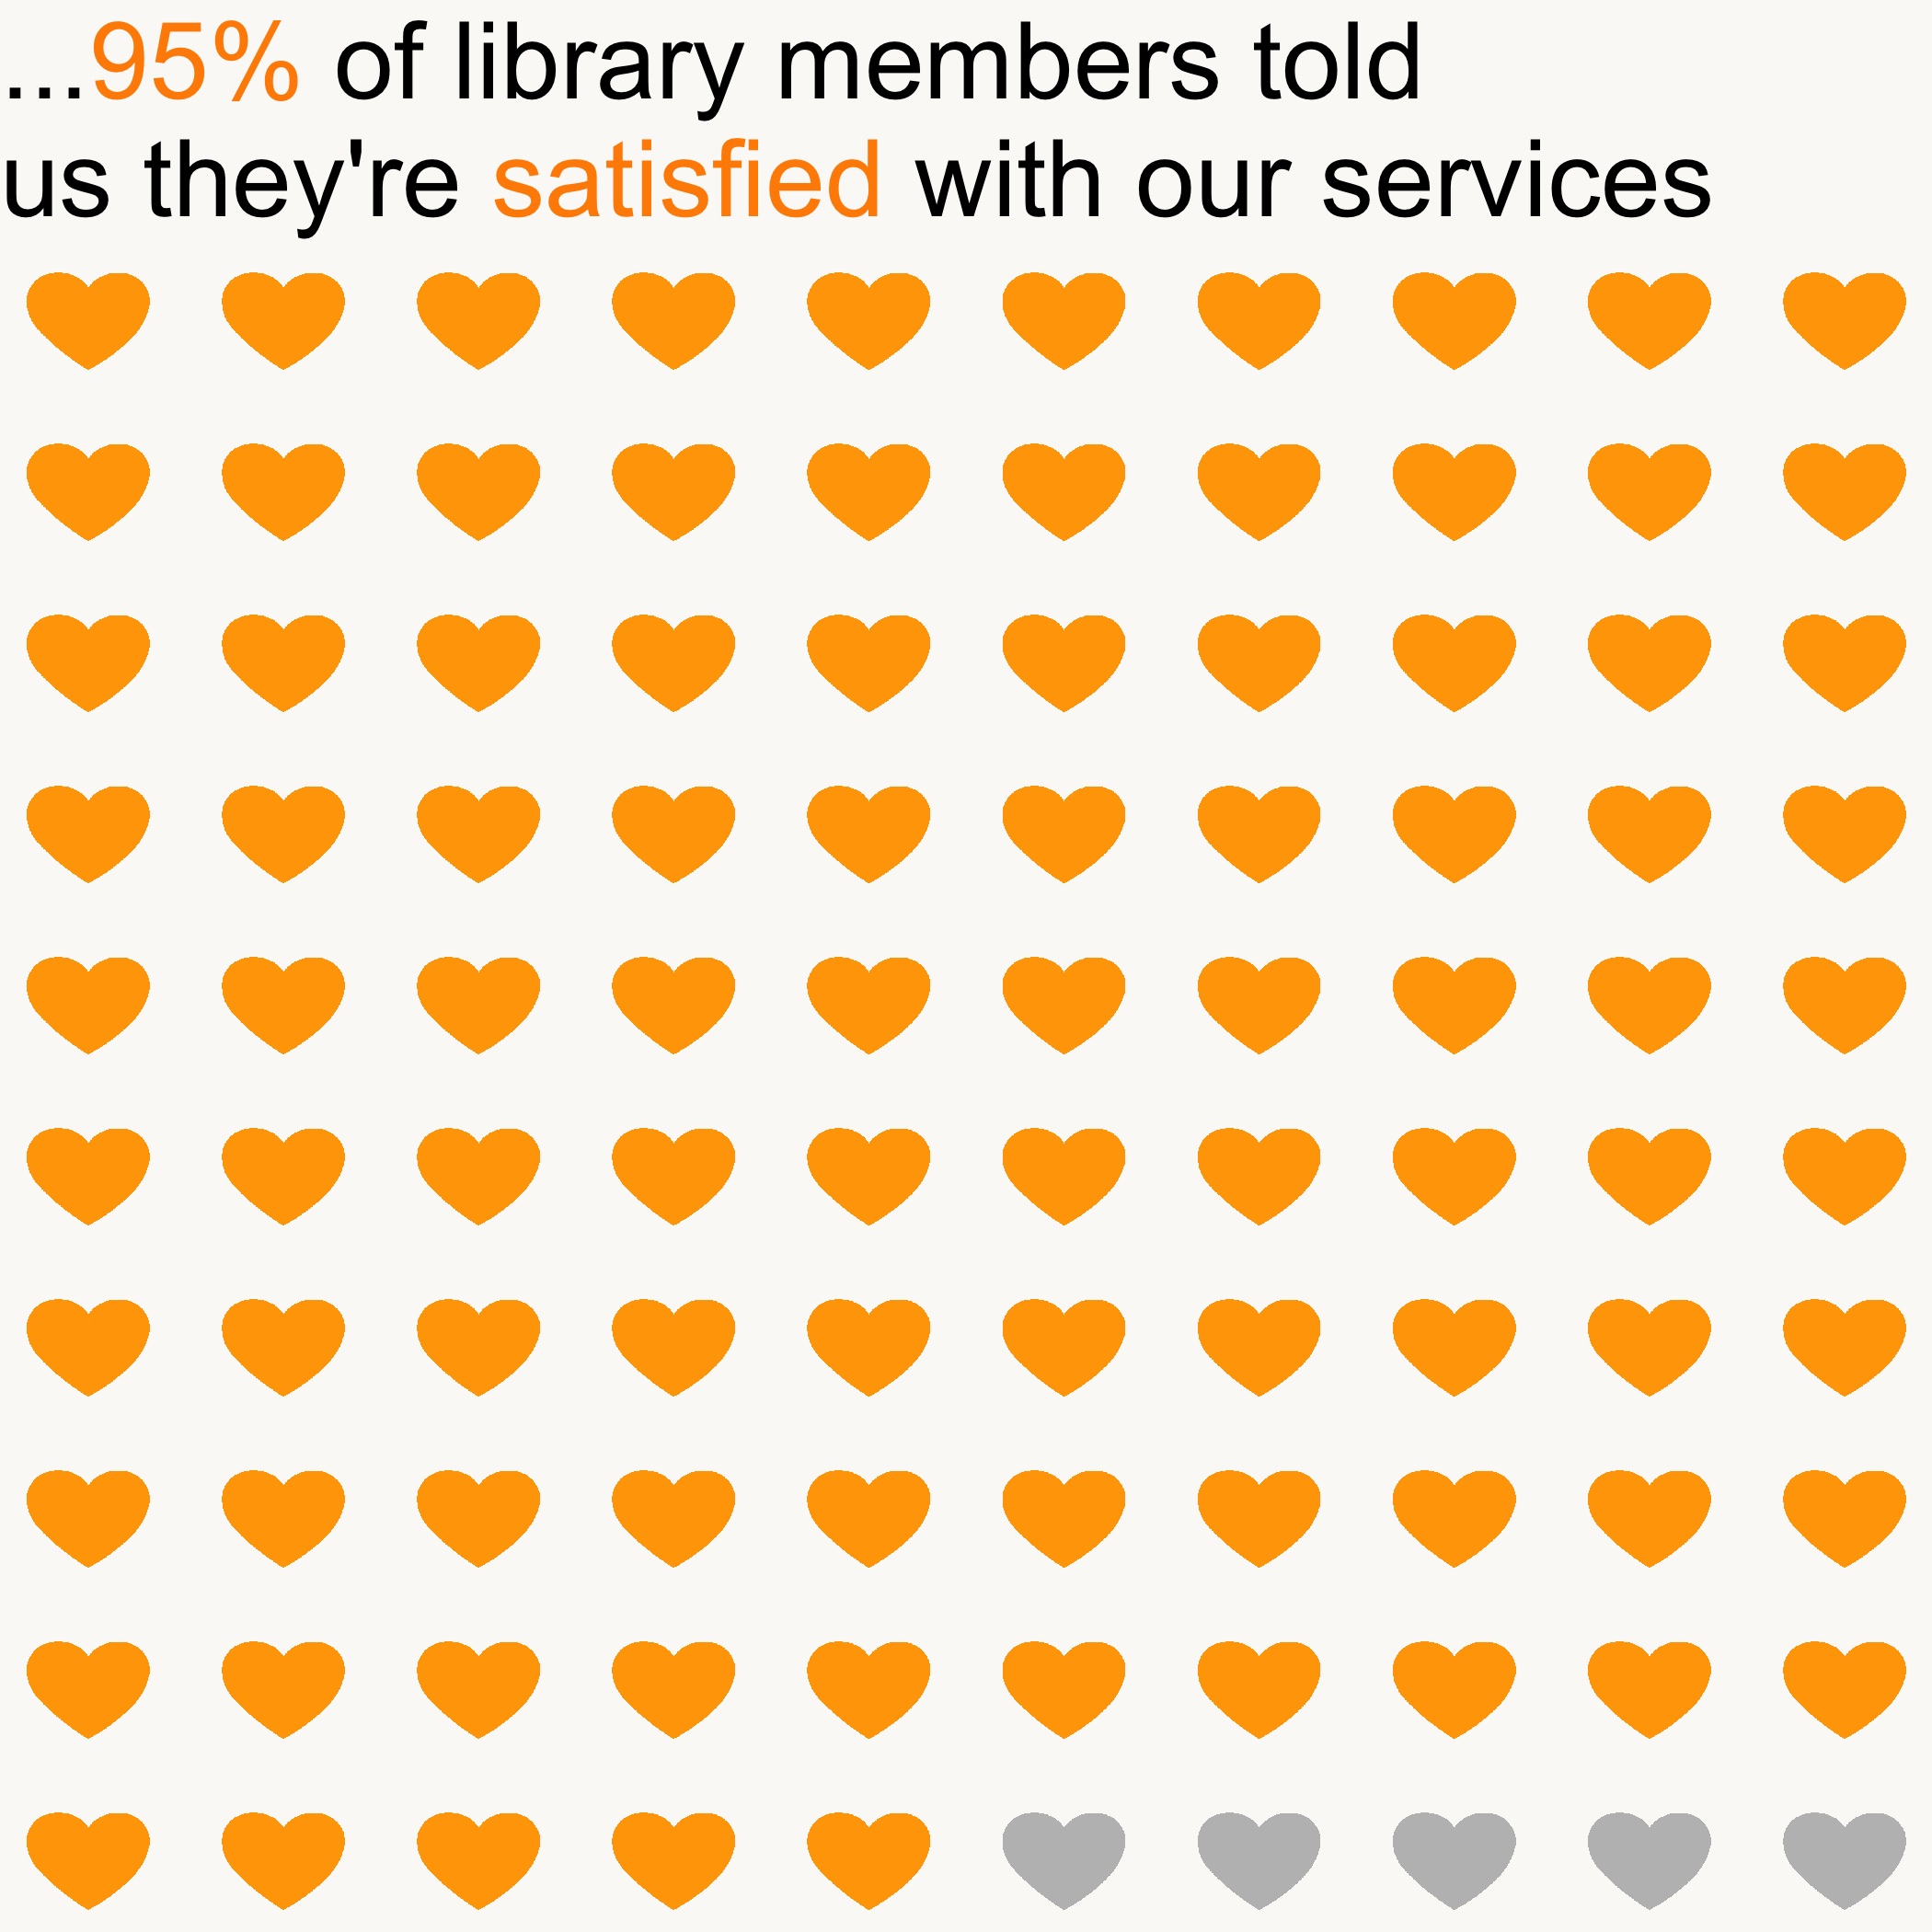 ...95% of library members told
us they're satisfied with our services